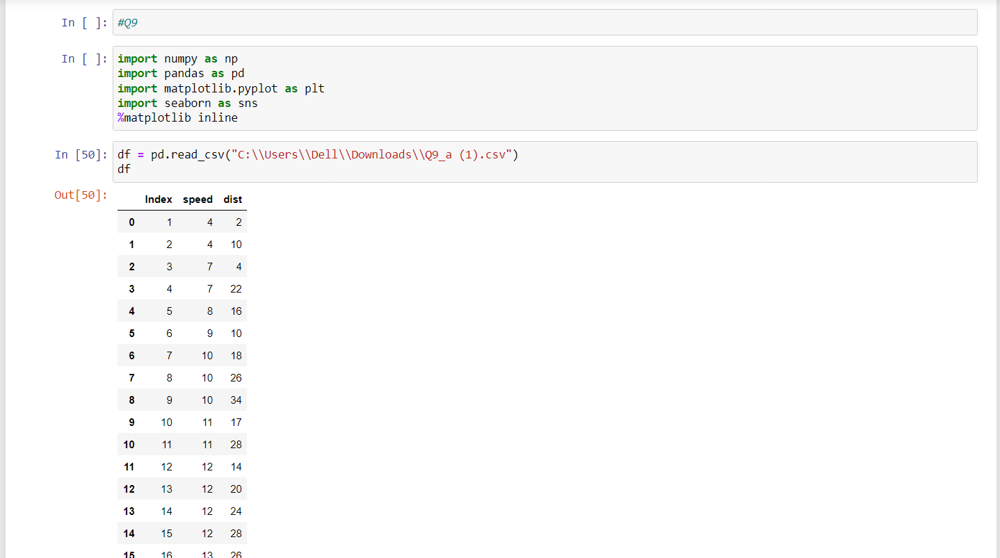 In [ ]: #Q9
In [ ]: import numpy as np
import pandas as pd
import matplotlib.pyplot as plt
import seaborn as sns
%matplotlib inline
In [50]: df = pd.read_csv("C:\\Users\\Dell\\Downloads\\Q9_a (1).csv")
df
Out[50]:
Index speed dist
0 1 4 2
1 2 4 10
2 3 7 4
3 4 7 22
4 5 8 16
5 6 9 10
6 7 10 18
7 8 10 26
8 9 10 34
9 10 11 17
10 11 11 28
11 12 12 14
12 13 12 20
13 14 12 24
14 15 12 28
15 16 13 26